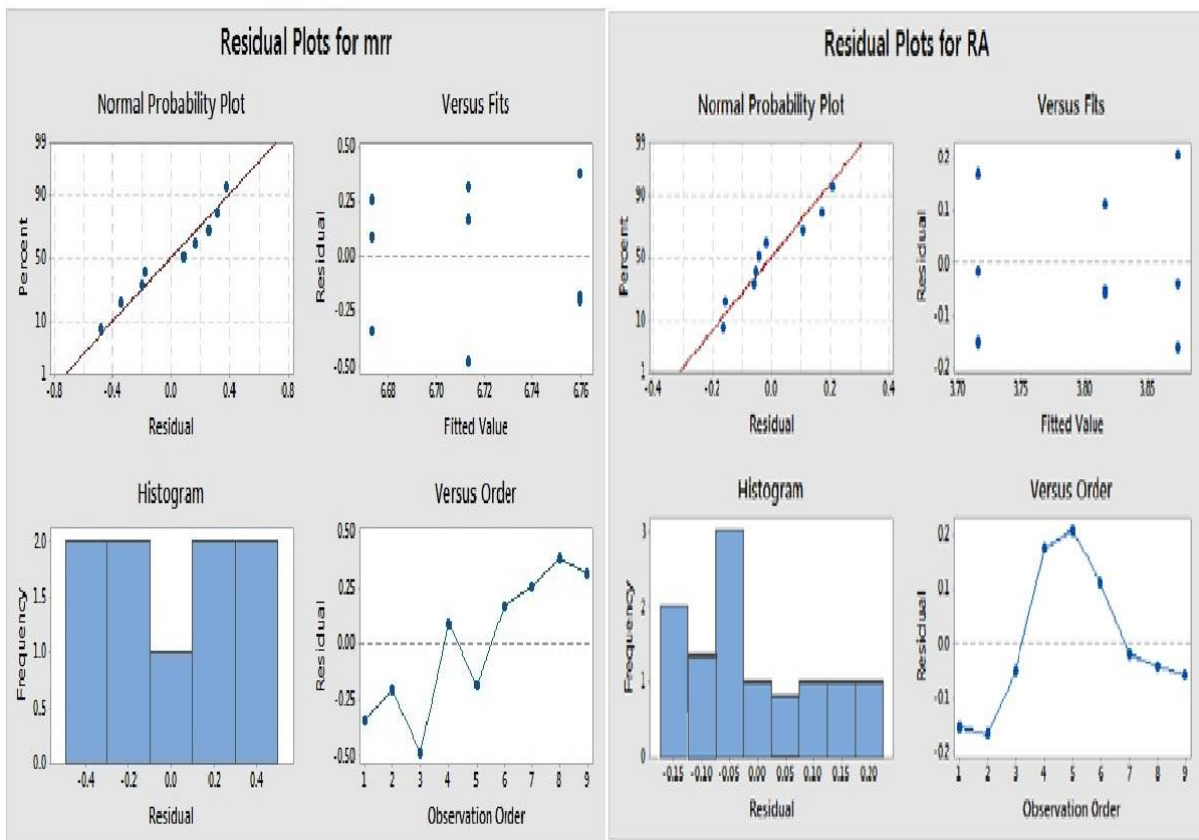 Residual Plots for mrr
Normal Probability Plot
Versus Fits
99
90
50
10
1
Percent
-0.8 -0.4 0.0 0.4 0.8
Residual
0.50
0.25
0.00
-0.25
-0.50
Residual
6.68 6.70 6.72 6.74 6.76
Fitted Value
Histogram
Versus Order
2.0
1.5
1.0
0.5
0.0
Frequency
-0.4 -0.2 0.0 0.2 0.4
Residual
0.50
0.25
0.00
-0.25
-0.50
Residual
1 2 3 4 5 6 7 8 9
Observation Order
Residual Plots for RA
Normal Probability Plot
Versus Fits
99
90
50
10
1
Percent
-0.4 -0.2 0.0 0.2 0.4
Residual
0.2
0.1
0.0
-0.1
-0.2
Residual
3.70 3.75 3.80 3.85
Fitted Value
Histogram
Versus Order
3
2
1
0
Frequency
-0.15 -0.10 -0.05 0.00 0.05 0.10 0.15 0.20
Residual
0.2
0.1
0.0
-0.1
-0.2
Residual
1 2 3 4 5 6 7 8 9
Observation Order